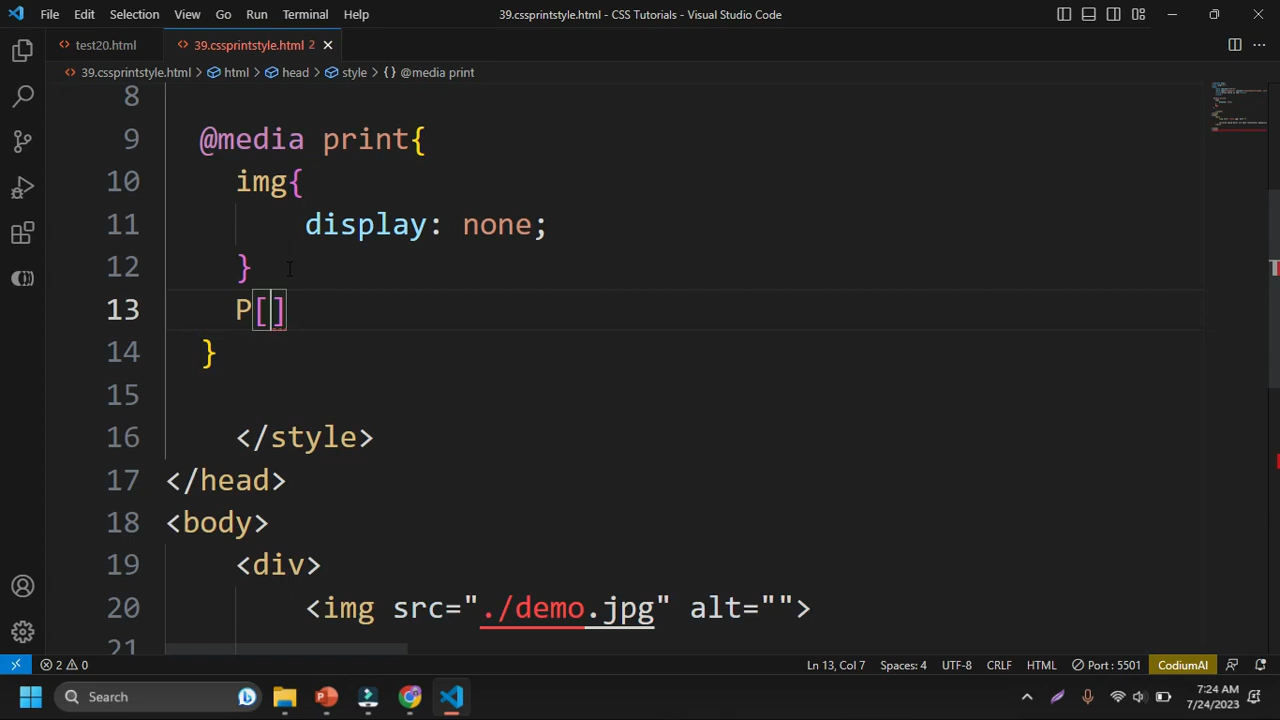 File Edit Selection View Go Run Terminal Help
39.cssprintstyle.html - CSS Tutorials - Visual Studio Code
test20.html
39.cssprintstyle.html 2
39.cssprintstyle.html > html > head > style > {} @media print
8
9 @media print{
10 img{
11 display: none;
12 }
13 P[]
14 }
15
16 </style>
17 </head>
18 <body>
19 <div>
20 <img src="./demo.jpg" alt="">
21
2 0
Ln 13, Col 7 Spaces: 4 UTF-8 CRLF HTML Port : 5501 CodiumAI
Search
7:24 AM
7/24/2023